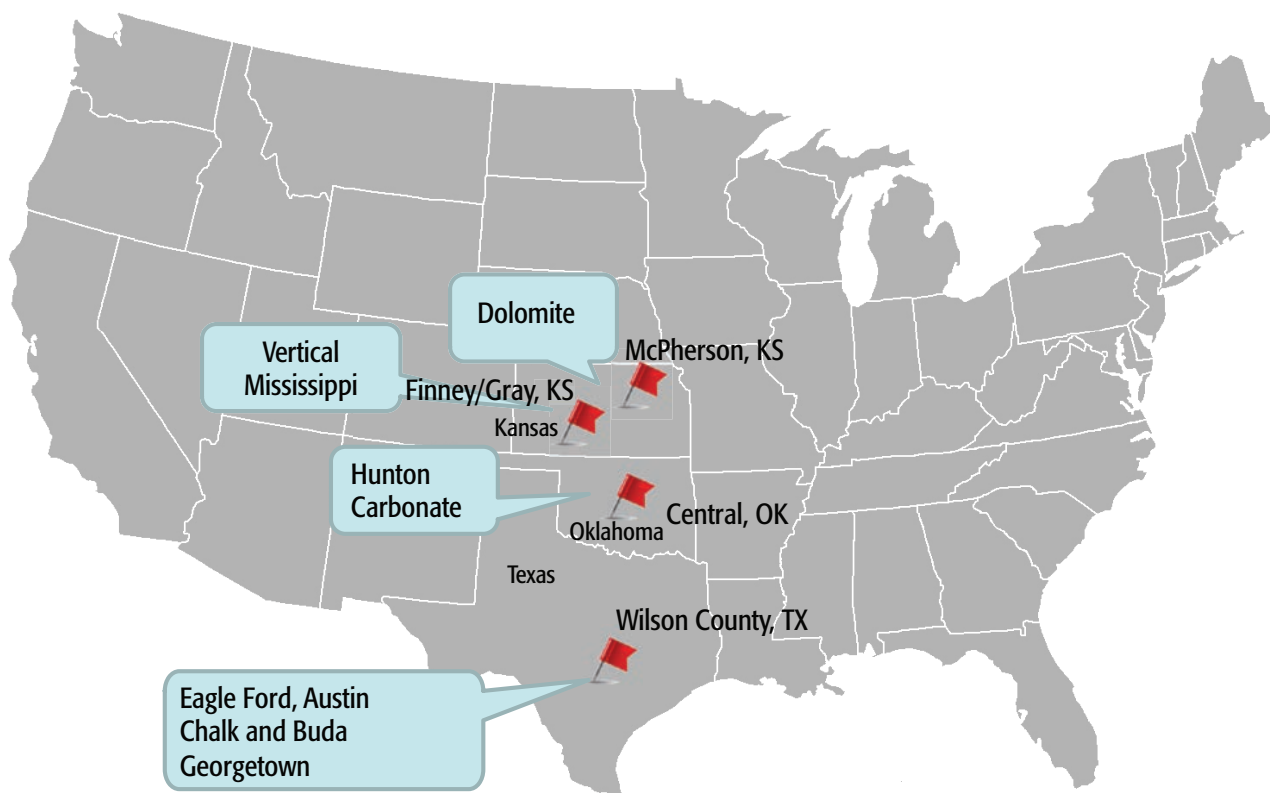 Dolomite
McPherson, KS
Vertical
Mississippi
Finney/Gray, KS
Kansas
Hunton
Carbonate
Central, OK
Oklahoma
Texas
Wilson County, TX
Eagle Ford, Austin
Chalk and Buda
Georgetown